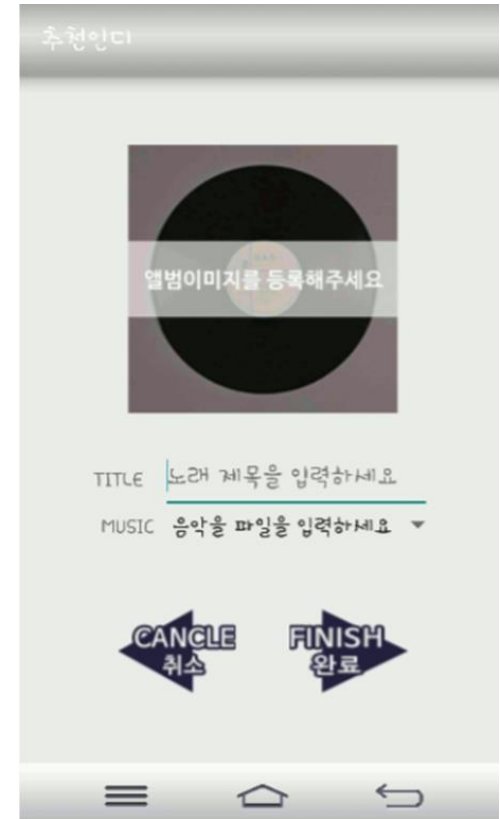 추천인디
앨범이미지를 등록해주세요
TITLE 노래 제목을 입력하세요
MUSIC 음악을 파일을 입력하세요
CANCLE FINISH
취소 완료